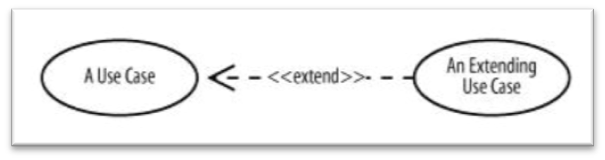 A Use Case
<<extend>>
An Extending
Use Case